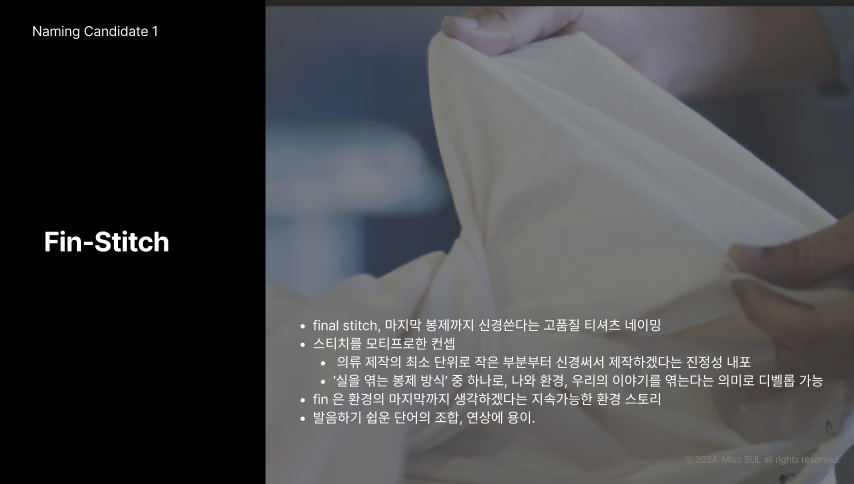 Naming Candidate 1
Fin-Stitch
• final stitch, 마지막 봉제까지 신경쓴다는 고품질 티셔츠 네이밍
• 스티치를 모티프로한 컨셉
• 의류 제작의 최소 단위로 작은 부분부터 신경써서 제작하겠다는 진정성 내포
• ‘실을 엮는 봉제 방식’ 중 하나로, 나와 환경, 우리의 이야기를 엮는다는 의미로 디벨롭 가능
• fin 은 환경의 마지막까지 생각하겠다는 지속가능한 환경 스토리
• 발음하기 쉽운 단어의 조합, 연상에 용이.
© 2024. Miso SUL all rights reserved.